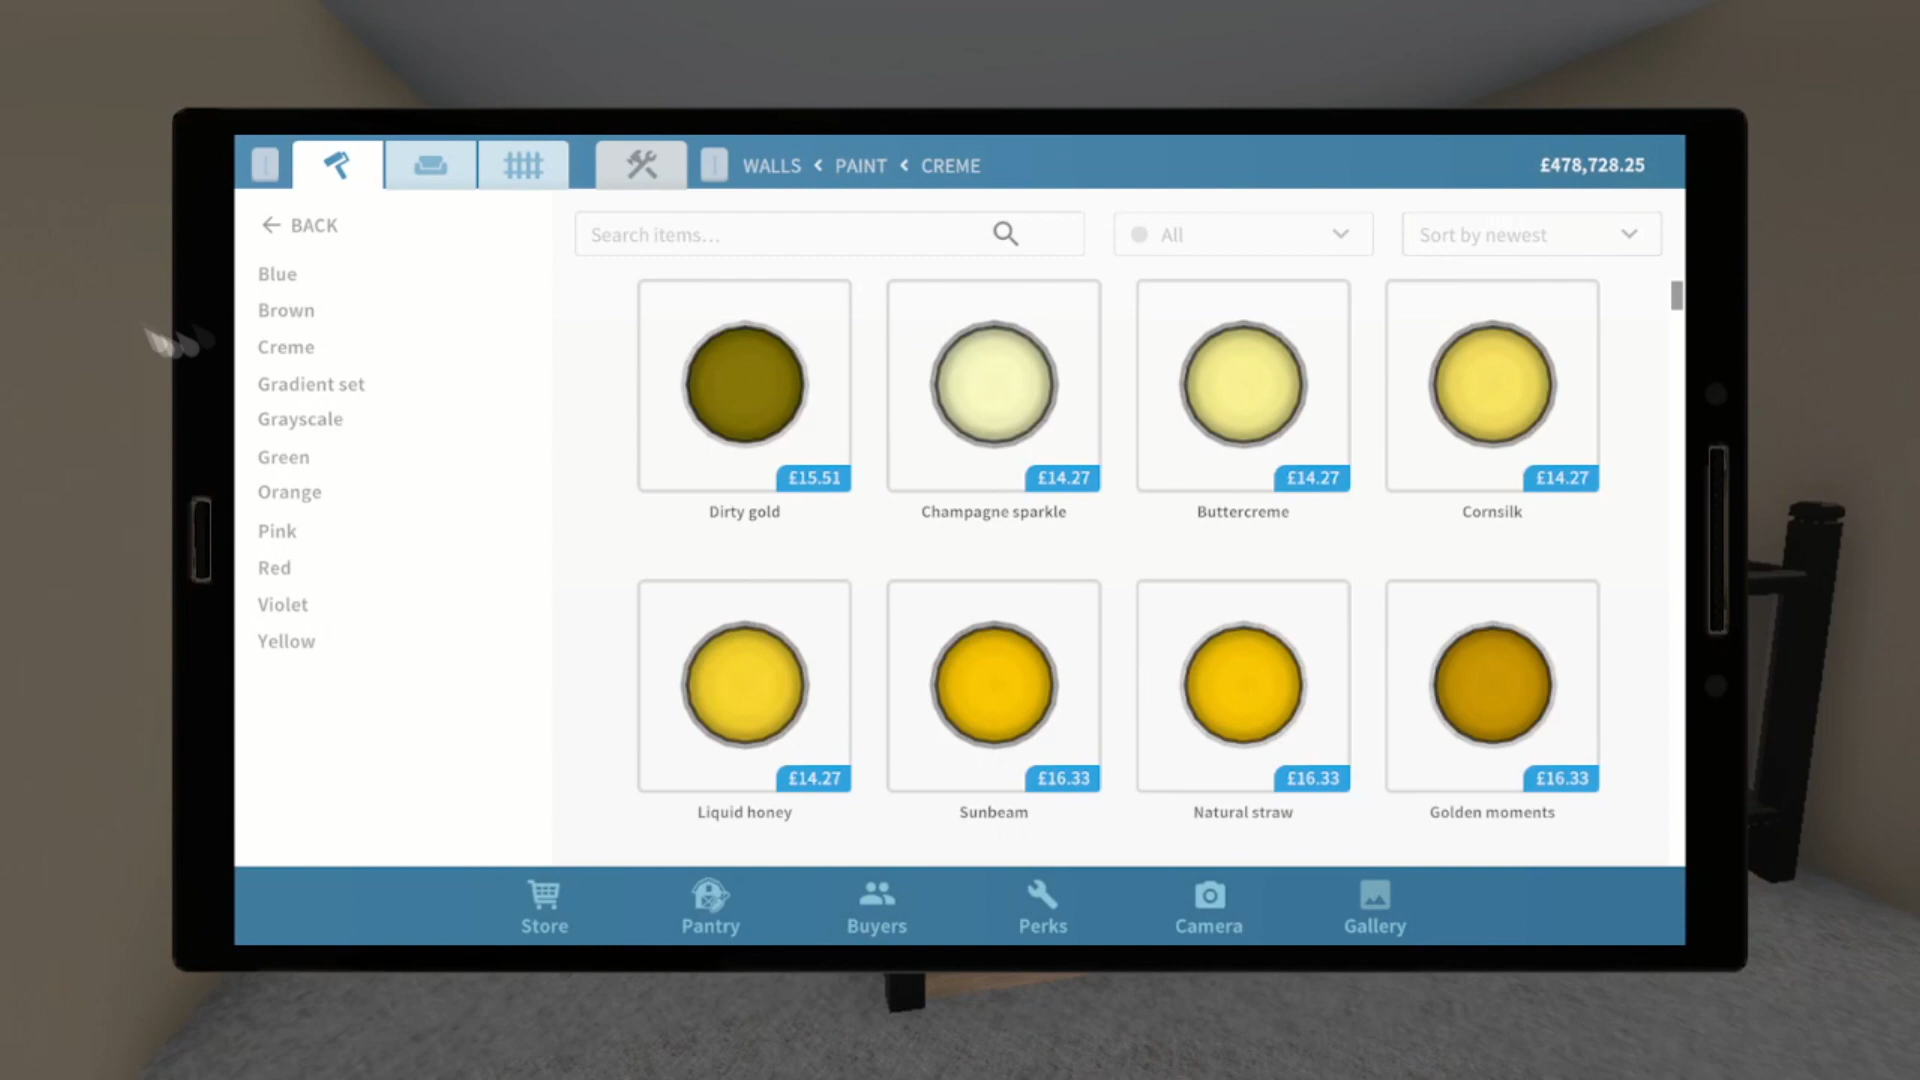 WALLS < PAINT < CREME
£478,728.25
BACK
Search items...
All
Sort by newest
Blue
Brown
Creme
Gradient set
Grayscale
Green
Orange
Pink
Red
Violet
Yellow
£15.51
£14.27
£14.27
£14.27
Dirty gold
Champagne sparkle
Buttercreme
Cornsilk
£14.27
£16.33
£16.33
£16.33
Liquid honey
Sunbeam
Natural straw
Golden moments
Store
Pantry
Buyers
Perks
Camera
Gallery